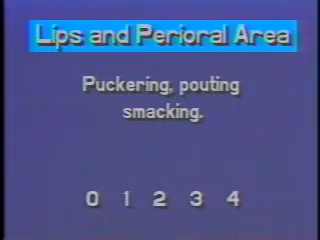 Lips and Perioral Area
Puckering, pouting
smacking.
0 1 2 3 4